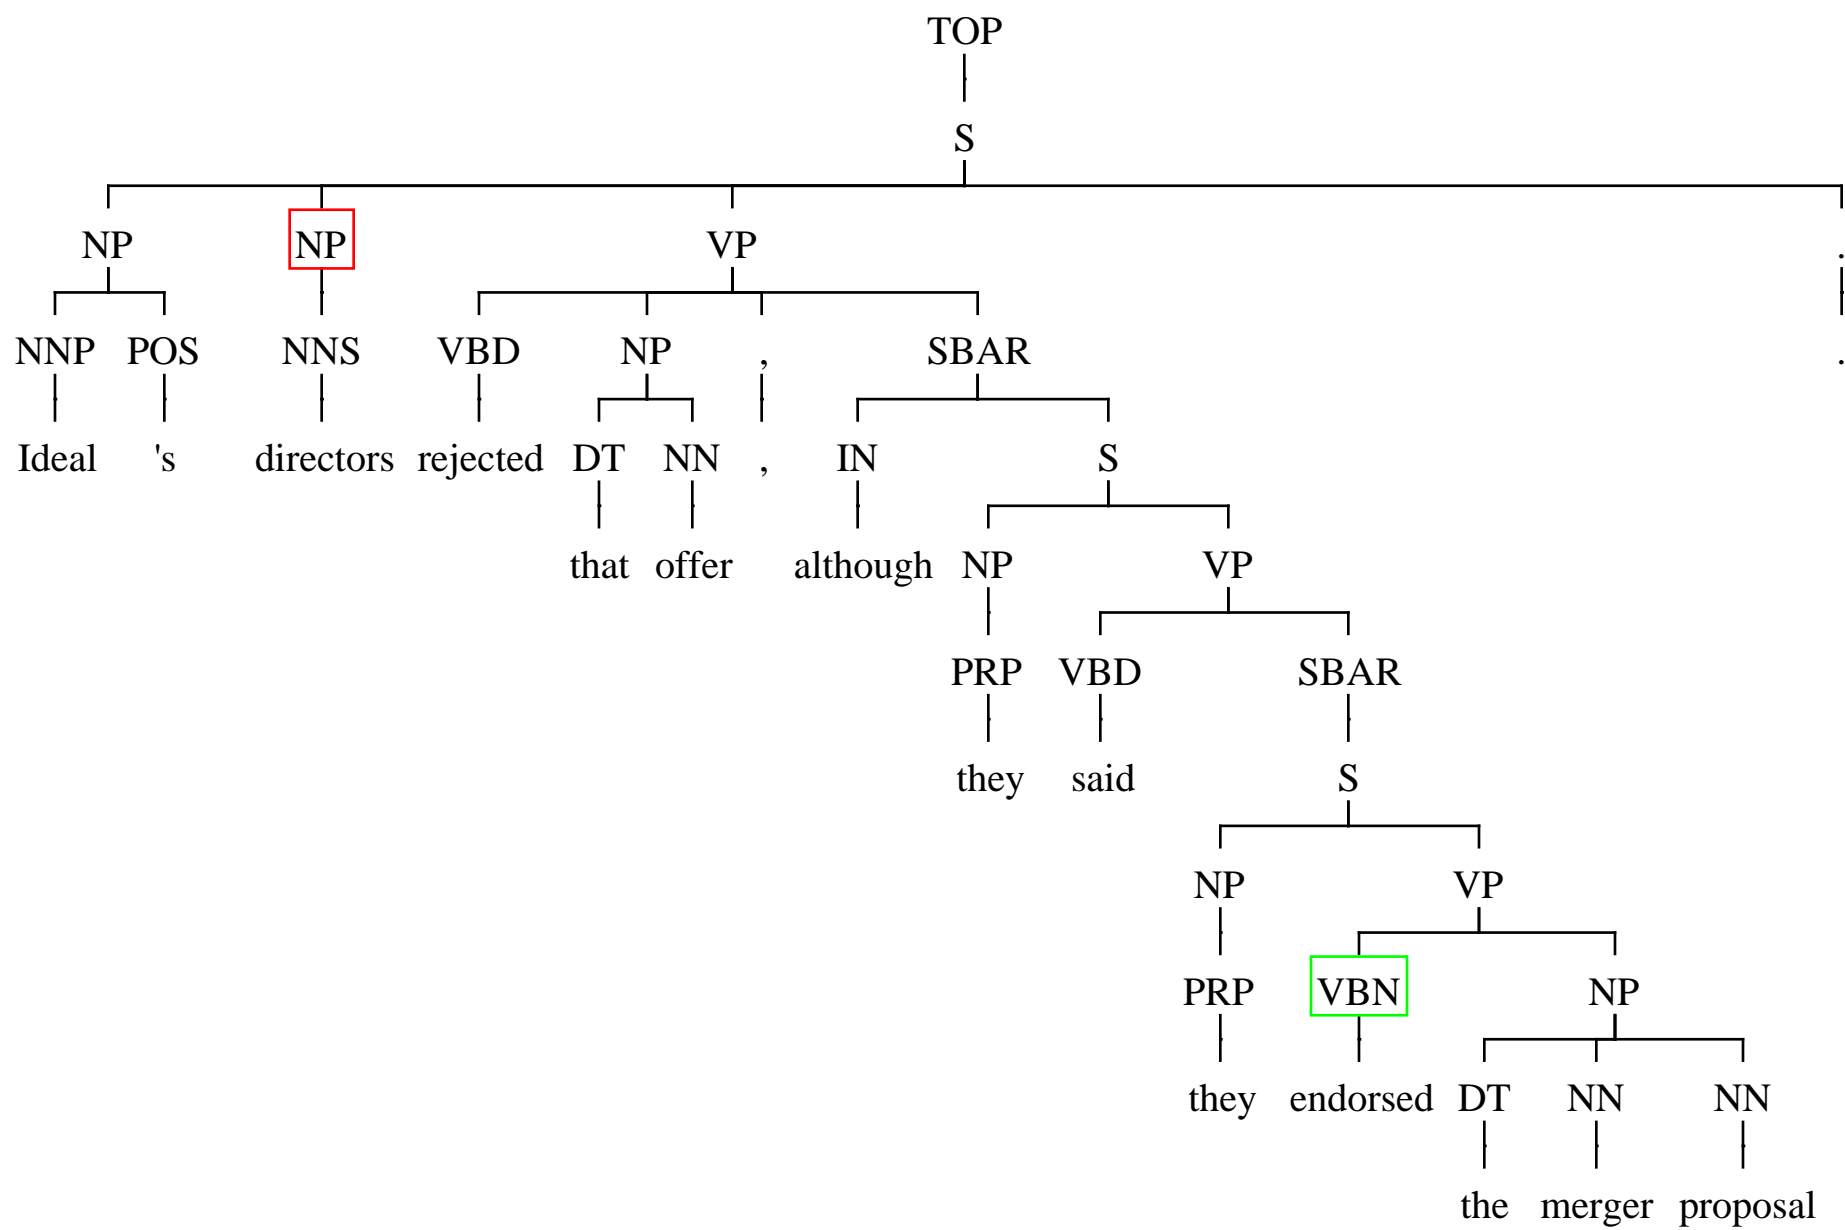 TOP
S
NP NP VP .
NNP POS NNS VBD NP , SBAR .
Ideal 's directors rejected DT NN , IN S
that offer although NP VP
PRP VBD SBAR
they said S
NP VP
PRP VBN NP
they endorsed DT NN NN
the merger proposal